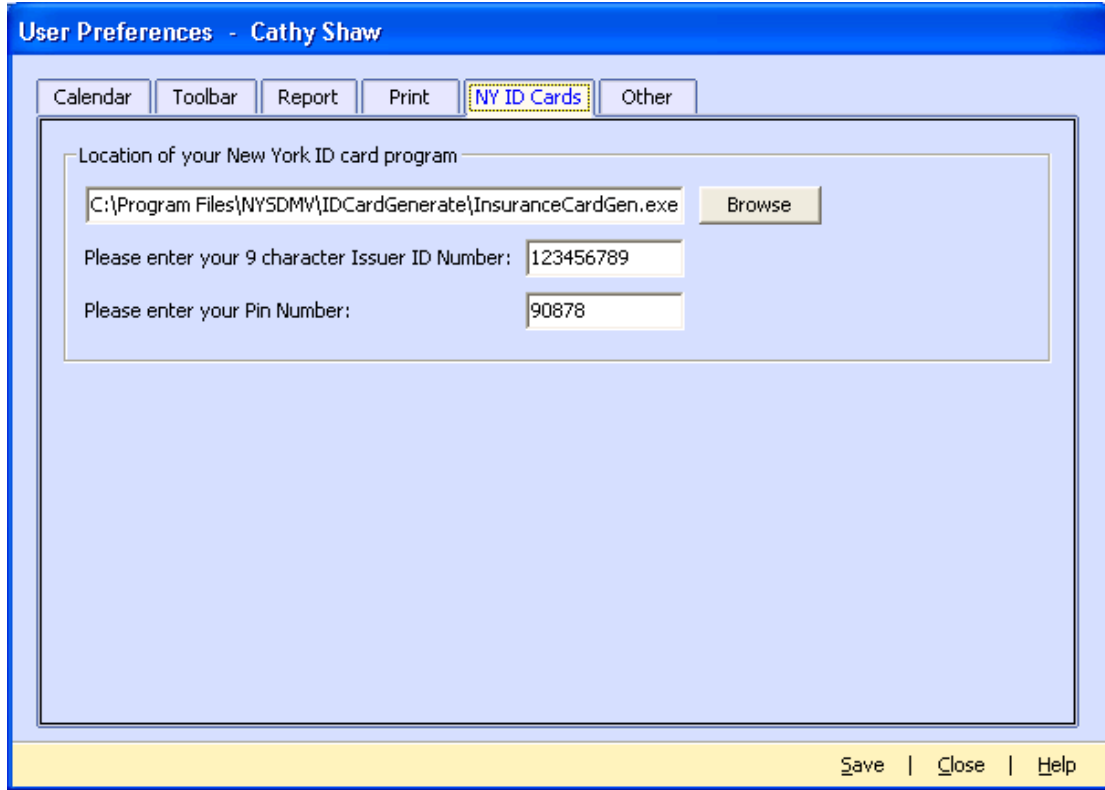 User Preferences - Cathy Shaw
Calendar Toolbar Report Print NY ID Cards Other
Location of your New York ID card program
C:\Program Files\NYSDMV\IDCardGenerate\InsuranceCardGen.exe Browse
Please enter your 9 character Issuer ID Number: 123456789
Please enter your Pin Number: 90878
Save | Close | Help